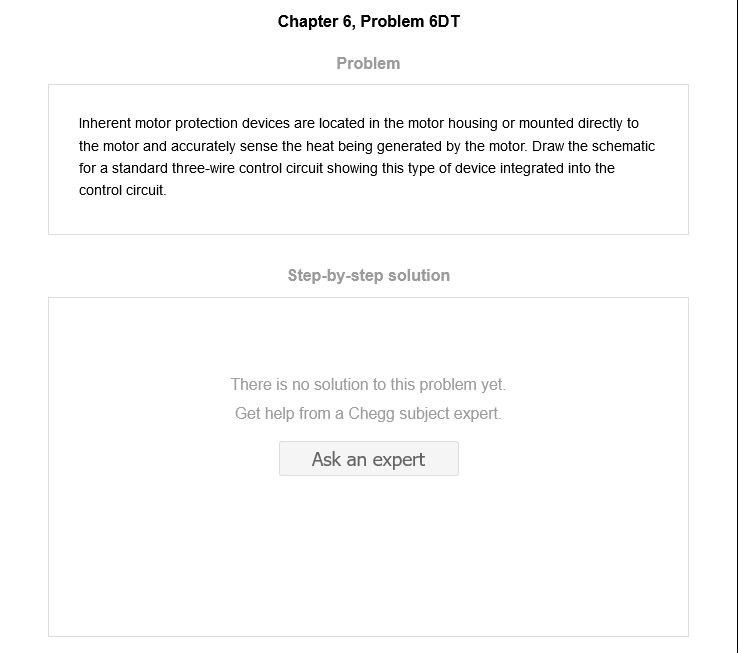 Chapter 6, Problem 6DT
Problem
Inherent motor protection devices are located in the motor housing or mounted directly to
the motor and accurately sense the heat being generated by the motor. Draw the schematic
for a standard three-wire control circuit showing this type of device integrated into the
control circuit.
Step-by-step solution
There is no solution to this problem yet.
Get help from a Chegg subject expert.
Ask an expert